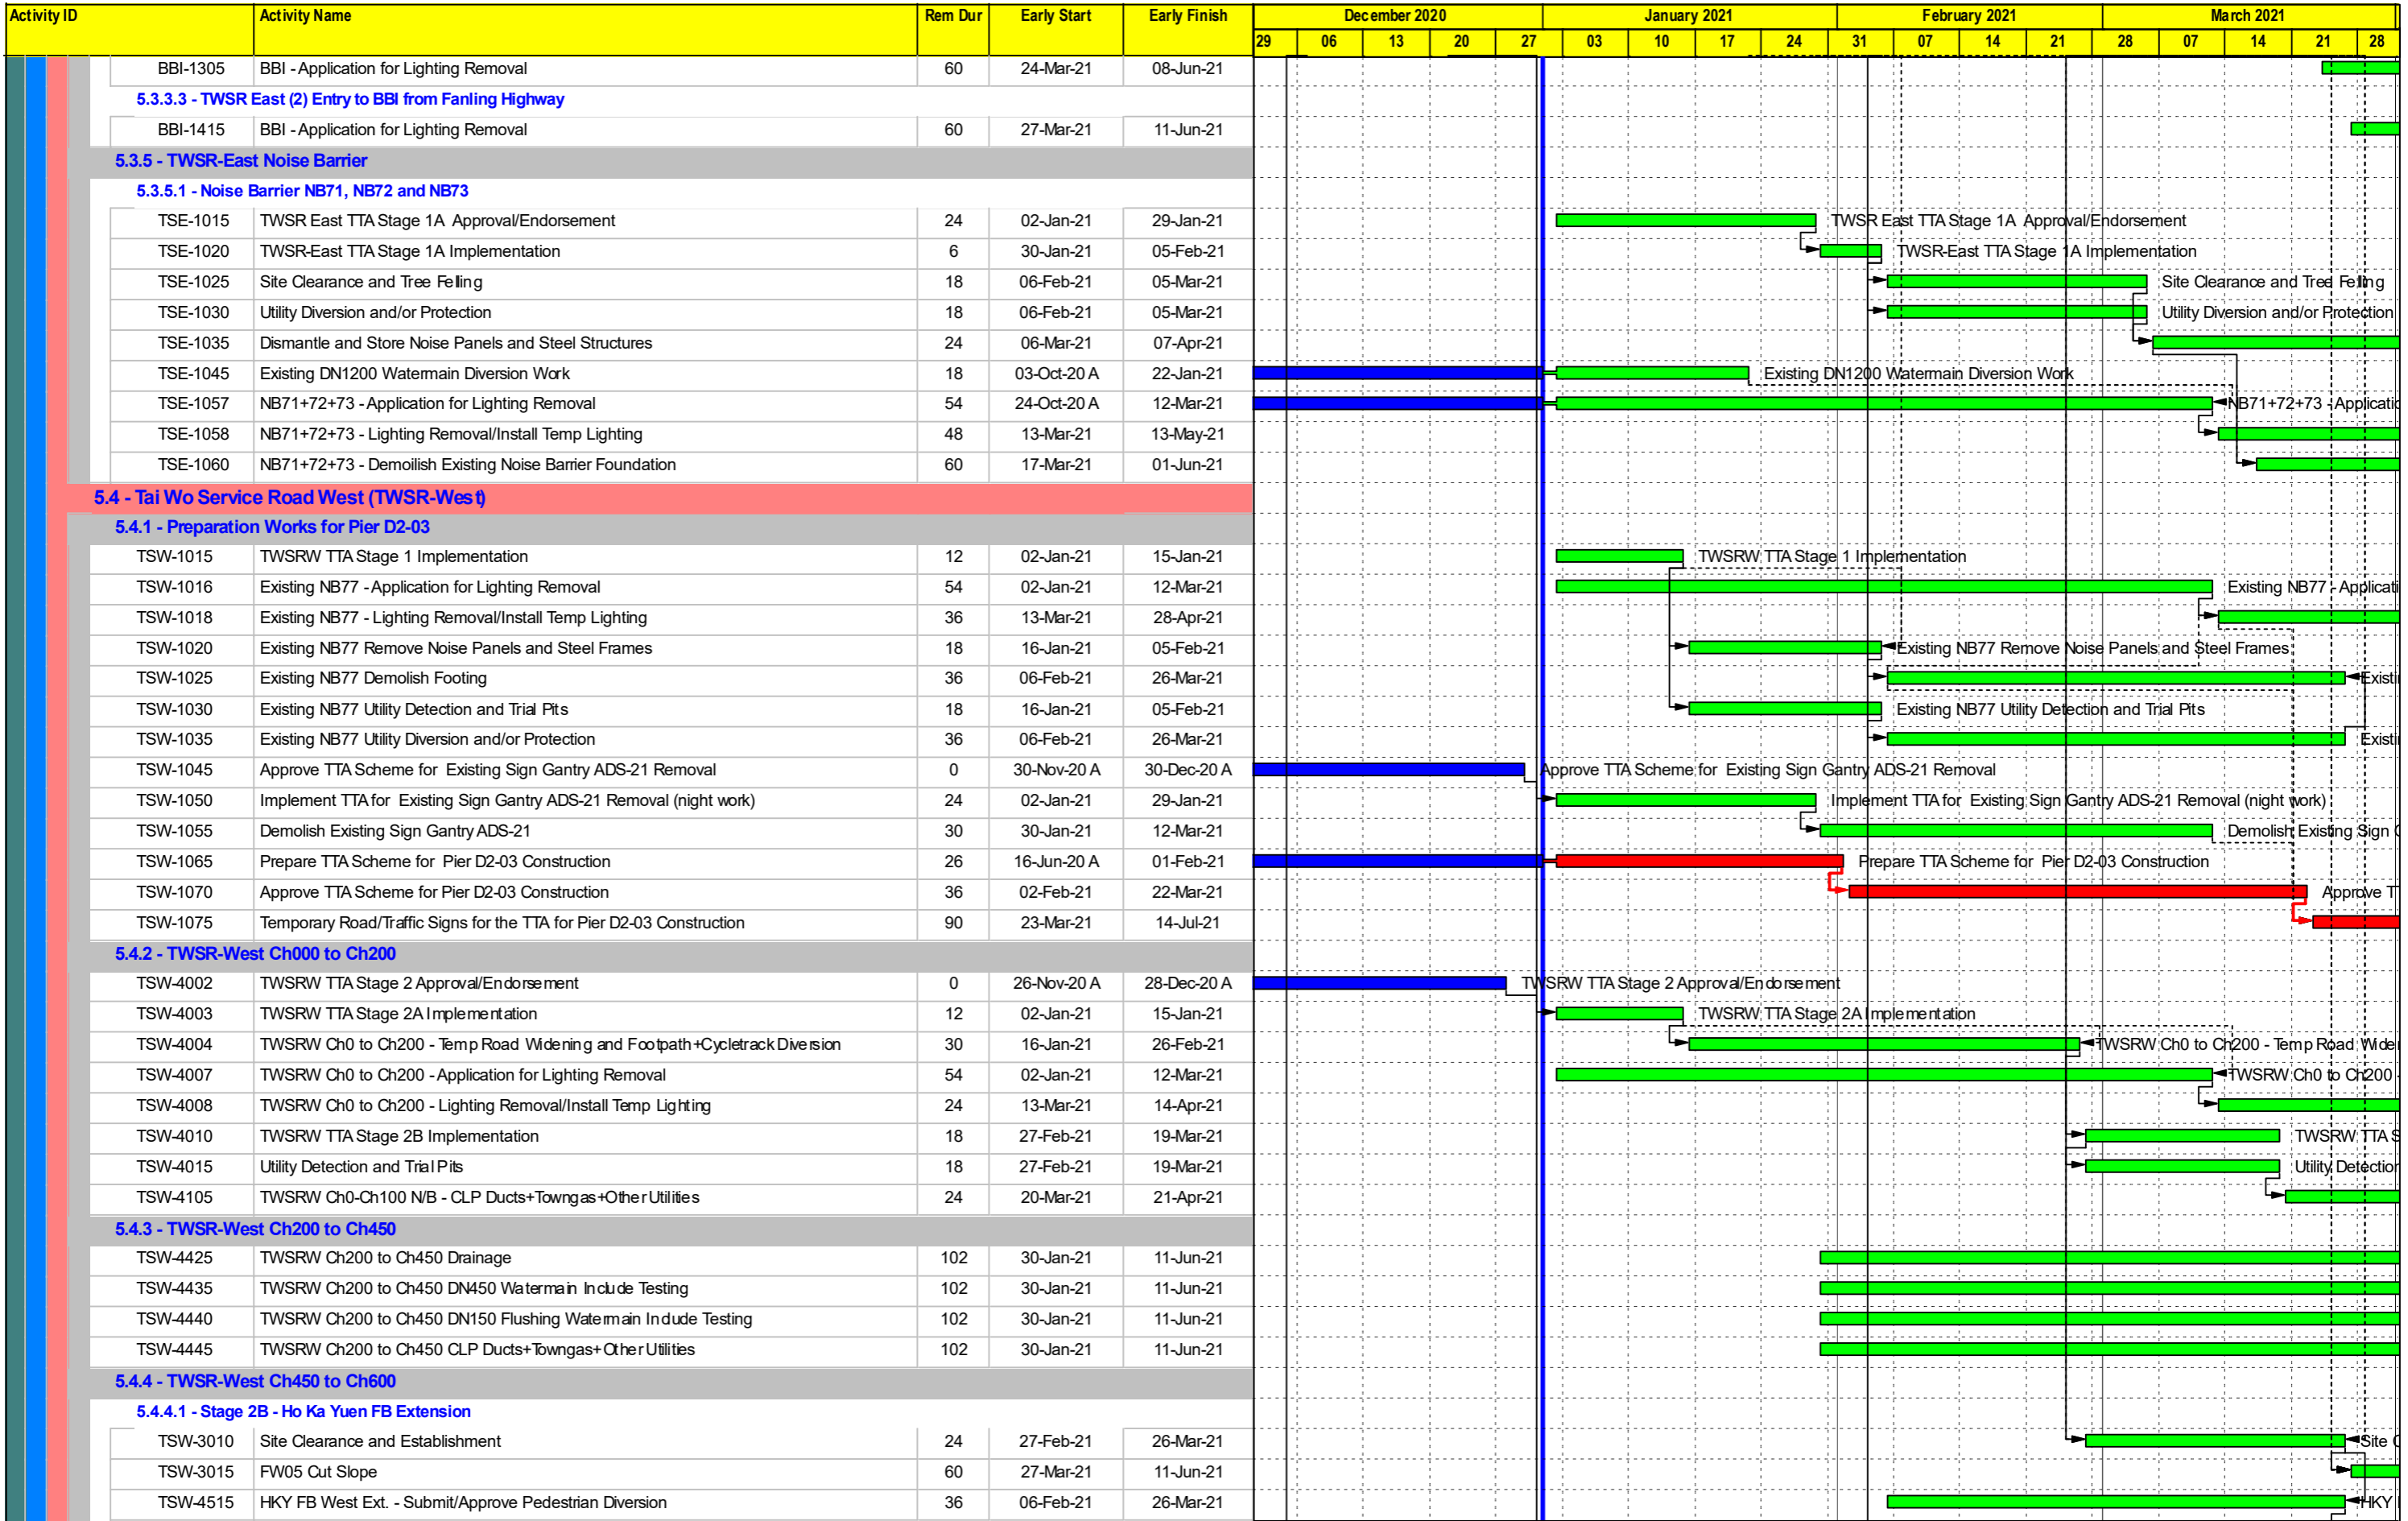 Activity ID Activity Name Rem Dur Early Start Early Finish December 2020 January 2021 February 2021 March 2021
29 06 13 20 27 03 10 17 24 31 07 14 21 28 07 14 21 28
BBI-1305 BBI - Application for Lighting Removal 60 24-Mar-21 08-Jun-21
5.3.3.3 - TWSR East (2) Entry to BBI from Fanling Highway
BBI-1415 BBI - Application for Lighting Removal 60 27-Mar-21 11-Jun-21
5.3.5 - TWSR-East Noise Barrier
5.3.5.1 - Noise Barrier NB71, NB72 and NB73
TSE-1015 TWSR East TTA Stage 1A Approval/Endorsement 24 02-Jan-21 29-Jan-21 TWSR East TTA Stage 1A Approval/Endorsement
TSE-1020 TWSR-East TTA Stage 1A Implementation 6 30-Jan-21 05-Feb-21 TWSR-East TTA Stage 1A Implementation
TSE-1025 Site Clearance and Tree Felling 18 06-Feb-21 05-Mar-21 Site Clearance and Tree Felling
TSE-1030 Utility Diversion and/or Protection 18 06-Feb-21 05-Mar-21 Utility Diversion and/or Protection
TSE-1035 Dismantle and Store Noise Panels and Steel Structures 24 06-Mar-21 07-Apr-21
TSE-1045 Existing DN1200 Watermain Diversion Work 18 03-Oct-20 A 22-Jan-21 Existing DN1200 Watermain Diversion Work
TSE-1057 NB71+72+73 - Application for Lighting Removal 54 24-Oct-20 A 12-Mar-21 NB71+72+73 - Applicatio
TSE-1058 NB71+72+73 - Lighting Removal/Install Temp Lighting 48 13-Mar-21 13-May-21
TSE-1060 NB71+72+73 - Demoilish Existing Noise Barrier Foundation 60 17-Mar-21 01-Jun-21
5.4 - Tai Wo Service Road West (TWSR-West)
5.4.1 - Preparation Works for Pier D2-03
TSW-1015 TWSRW TTA Stage 1 Implementation 12 02-Jan-21 15-Jan-21 TWSRW TTA Stage 1 Implementation
TSW-1016 Existing NB77 - Application for Lighting Removal 54 02-Jan-21 12-Mar-21 Existing NB77 - Applicati
TSW-1018 Existing NB77 - Lighting Removal/Install Temp Lighting 36 13-Mar-21 28-Apr-21
TSW-1020 Existing NB77 Remove Noise Panels and Steel Frames 18 16-Jan-21 05-Feb-21 Existing NB77 Remove Noise Panels and Steel Frames
TSW-1025 Existing NB77 Demolish Footing 36 06-Feb-21 26-Mar-21 Existi
TSW-1030 Existing NB77 Utility Detection and Trial Pits 18 16-Jan-21 05-Feb-21 Existing NB77 Utility Detection and Trial Pits
TSW-1035 Existing NB77 Utility Diversion and/or Protection 36 06-Feb-21 26-Mar-21 Existi
TSW-1045 Approve TTA Scheme for Existing Sign Gantry ADS-21 Removal 0 30-Nov-20 A 30-Dec-20 A Approve TTA Scheme for Existing Sign Gantry ADS-21 Removal
TSW-1050 Implement TTA for Existing Sign Gantry ADS-21 Removal (night work) 24 02-Jan-21 29-Jan-21 Implement TTA for Existing Sign Gantry ADS-21 Removal (night work)
TSW-1055 Demolish Existing Sign Gantry ADS-21 30 30-Jan-21 12-Mar-21 Demolish Existing Sign G
TSW-1065 Prepare TTA Scheme for Pier D2-03 Construction 26 16-Jun-20 A 01-Feb-21 Prepare TTA Scheme for Pier D2-03 Construction
TSW-1070 Approve TTA Scheme for Pier D2-03 Construction 36 02-Feb-21 22-Mar-21 Approve T
TSW-1075 Temporary Road/Traffic Signs for the TTA for Pier D2-03 Construction 90 23-Mar-21 14-Jul-21
5.4.2 - TWSR-West Ch000 to Ch200
TSW-4002 TWSRW TTA Stage 2 Approval/Endorsement 0 26-Nov-20 A 28-Dec-20 A TWSRW TTA Stage 2 Approval/Endorsement
TSW-4003 TWSRW TTA Stage 2A Implementation 12 02-Jan-21 15-Jan-21 TWSRW TTA Stage 2A Implementation
TSW-4004 TWSRW Ch0 to Ch200 - Temp Road Widening and Footpath+Cycletrack Diversion 30 16-Jan-21 26-Feb-21 TWSRW Ch0 to Ch200 - Temp Road Wider
TSW-4007 TWSRW Ch0 to Ch200 - Application for Lighting Removal 54 02-Jan-21 12-Mar-21 TWSRW Ch0 to Ch200 -
TSW-4008 TWSRW Ch0 to Ch200 - Lighting Removal/Install Temp Lighting 24 13-Mar-21 14-Apr-21
TSW-4010 TWSRW TTA Stage 2B Implementation 18 27-Feb-21 19-Mar-21 TWSRW TTA S
TSW-4015 Utility Detection and Trial Pits 18 27-Feb-21 19-Mar-21 Utility Detection
TSW-4105 TWSRW Ch0-Ch100 N/B - CLP Ducts+Towngas+Other Utilities 24 20-Mar-21 21-Apr-21
5.4.3 - TWSR-West Ch200 to Ch450
TSW-4425 TWSRW Ch200 to Ch450 Drainage 102 30-Jan-21 11-Jun-21
TSW-4435 TWSRW Ch200 to Ch450 DN450 Watermain Include Testing 102 30-Jan-21 11-Jun-21
TSW-4440 TWSRW Ch200 to Ch450 DN150 Flushing Watermain Include Testing 102 30-Jan-21 11-Jun-21
TSW-4445 TWSRW Ch200 to Ch450 CLP Ducts+Towngas+Other Utilities 102 30-Jan-21 11-Jun-21
5.4.4 - TWSR-West Ch450 to Ch600
5.4.4.1 - Stage 2B - Ho Ka Yuen FB Extension
TSW-3010 Site Clearance and Establishment 24 27-Feb-21 26-Mar-21 Site C
TSW-3015 FW05 Cut Slope 60 27-Mar-21 11-Jun-21
TSW-4515 HKY FB West Ext. - Submit/Approve Pedestrian Diversion 36 06-Feb-21 26-Mar-21 HKY